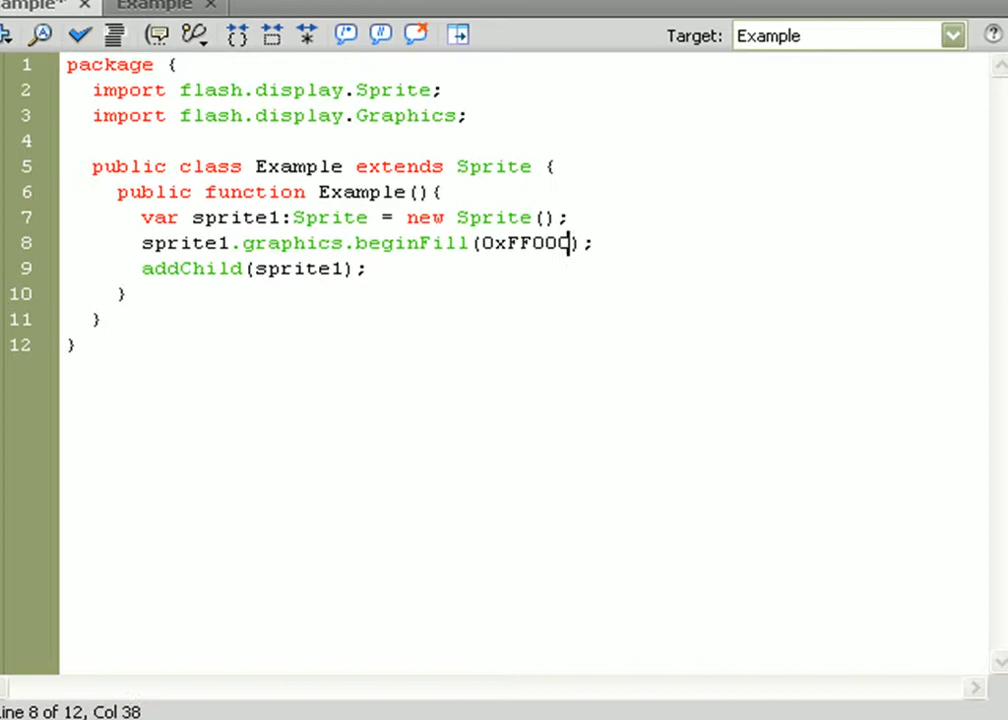 ample* Example
Target: Example
1 package {
2 import flash.display.Sprite;
3 import flash.display.Graphics;
4
5 public class Example extends Sprite {
6 public function Example(){
7 var sprite1:Sprite = new Sprite();
8 sprite1.graphics.beginFill(0xFF000);
9 addChild(sprite1);
10 }
11 }
12 }
ine 8 of 12, Col 38